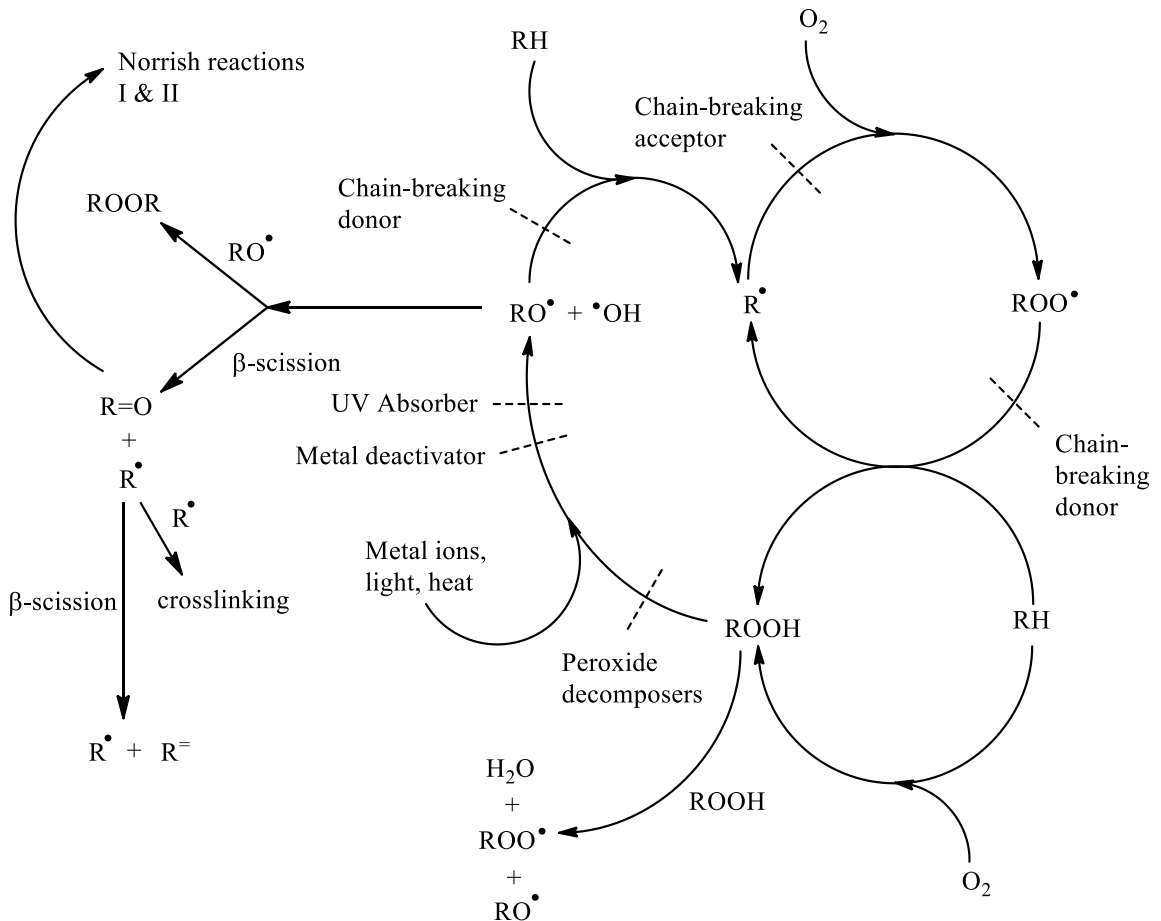 O₂
RH
Norrish reactions
I & II
Chain-breaking
acceptor
Chain-breaking
donor
ROOR
RO•
RO• + •OH
R•
ROO•
β-scission
R=O
+
R•
UV Absorber
Metal deactivator
Chain-
breaking
donor
R•
Metal ions,
light, heat
crosslinking
β-scission
ROOH
RH
Peroxide
decomposers
R• + R=
H₂O
+
ROO•
+
RO•
ROOH
O₂